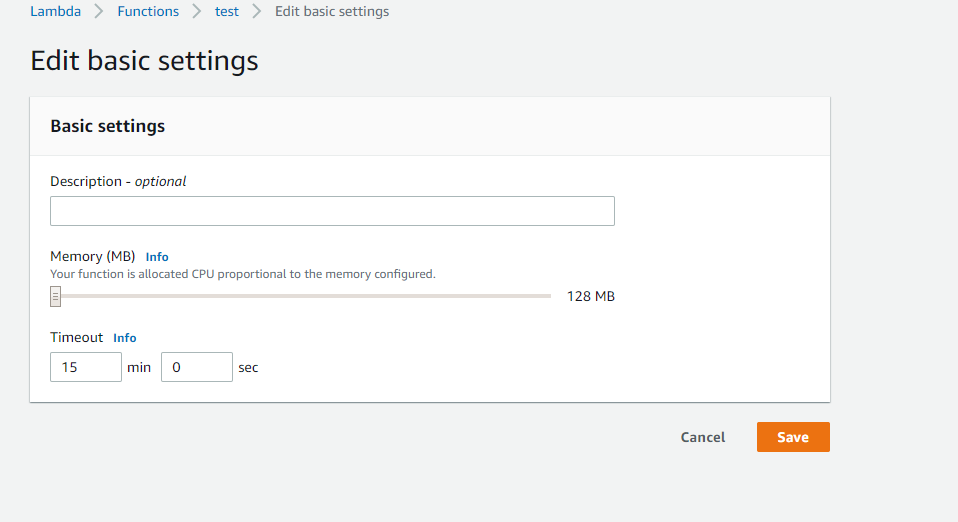 Lambda > Functions > test > Edit basic settings
Edit basic settings
Basic settings
Description - optional
Memory (MB) Info
Your function is allocated CPU proportional to the memory configured.
128 MB
Timeout Info
15 min 0 sec
Cancel Save